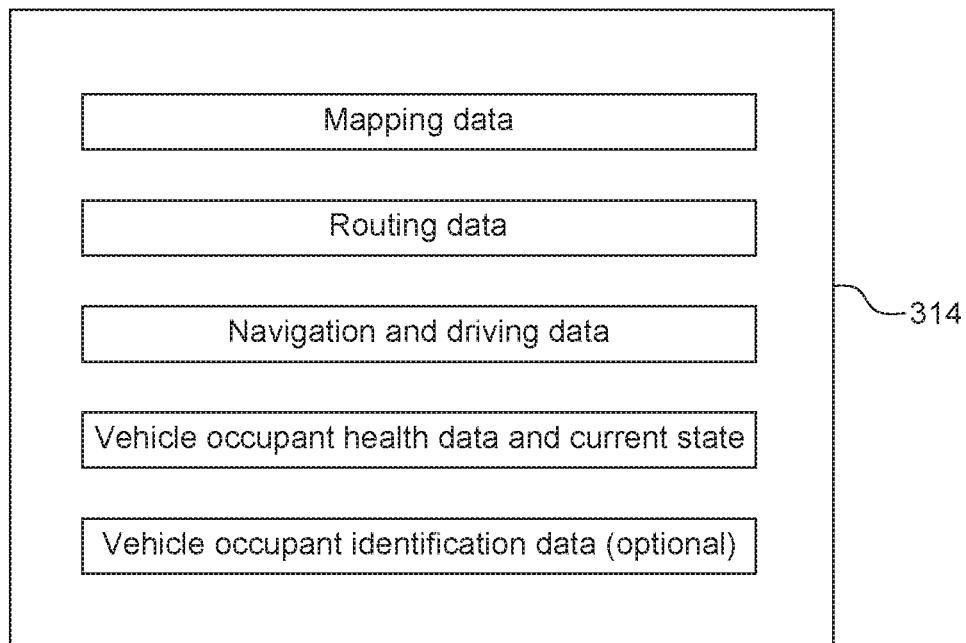 Mapping data
Routing data
Navigation and driving data
314
Vehicle occupant health data and current state
Vehicle occupant identification data (optional)